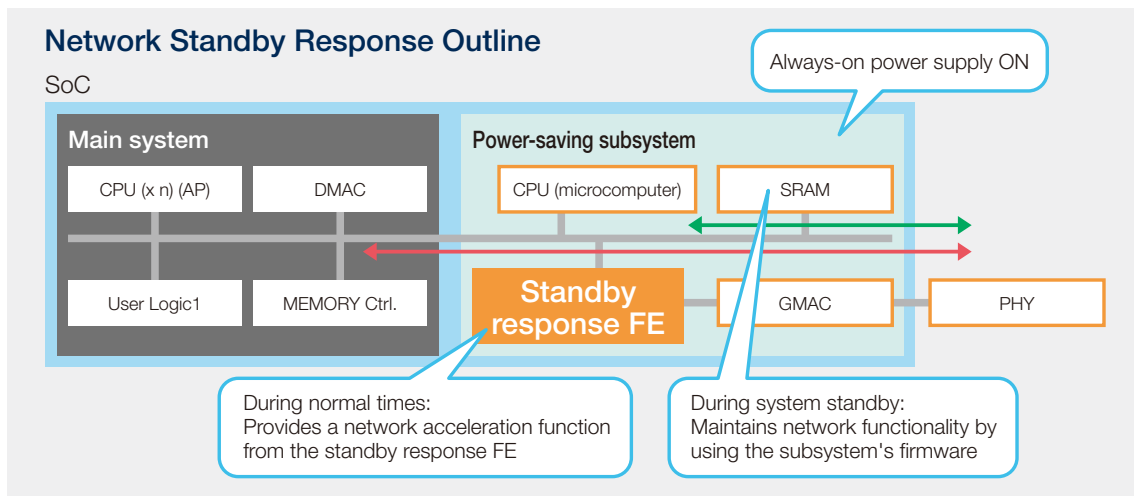 Network Standby Response Outline
SoC
Always-on power supply ON
Main system
Power-saving subsystem
CPU (x n) (AP)
DMAC
CPU (microcomputer)
SRAM
User Logic1
MEMORY Ctrl.
Standby
response FE
GMAC
PHY
During normal times:
Provides a network acceleration function
from the standby response FE
During system standby:
Maintains network functionality by
using the subsystem's firmware